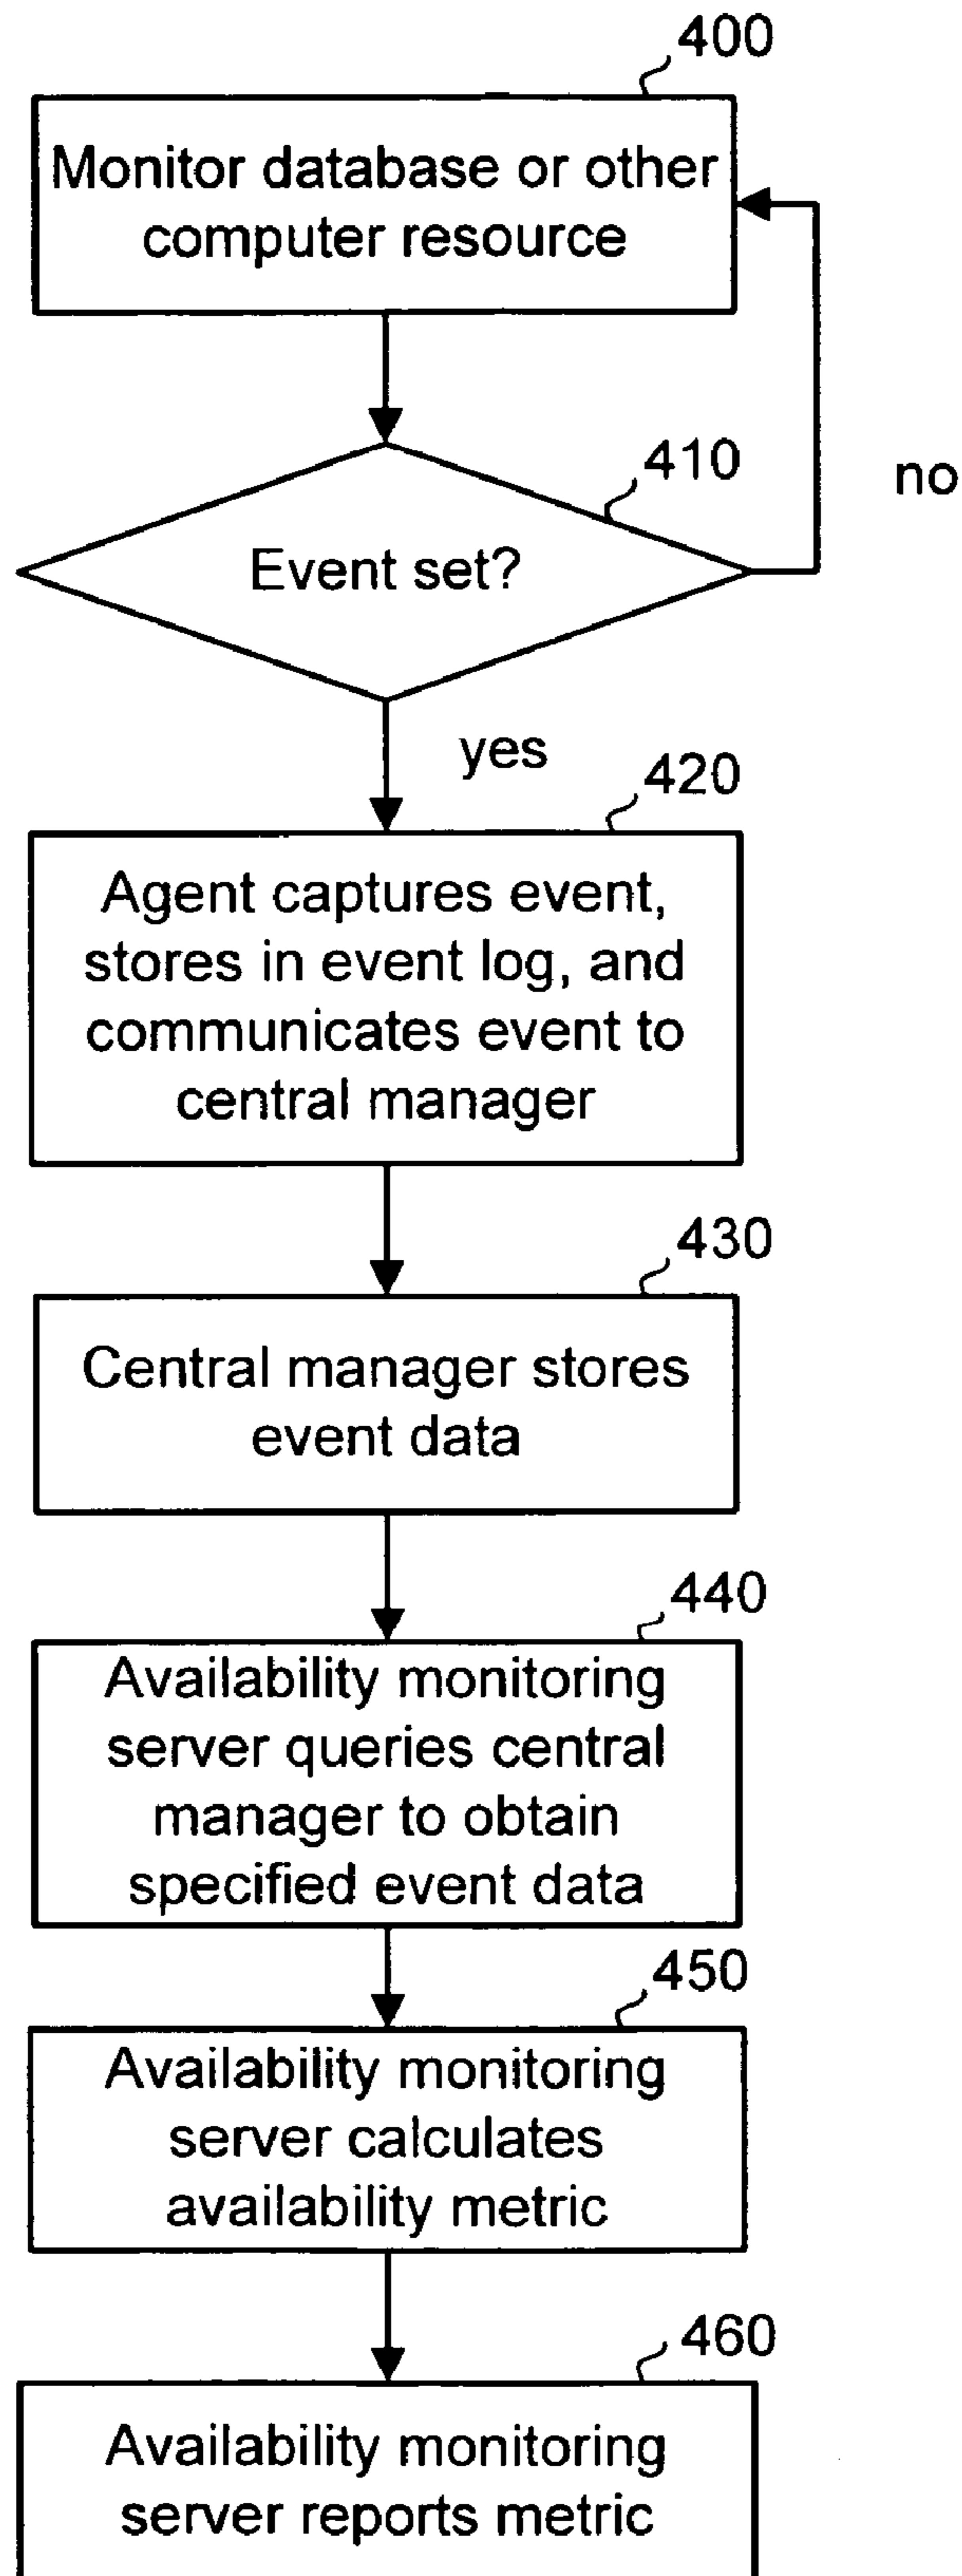 400
Monitor database or other
computer resource
410
no
Event set?
yes
420
Agent captures event,
stores in event log, and
communicates event to
central manager
430
Central manager stores
event data
440
Availability monitoring
server queries central
manager to obtain
specified event data
450
Availability monitoring
server calculates
availability metric
460
Availability monitoring
server reports metric